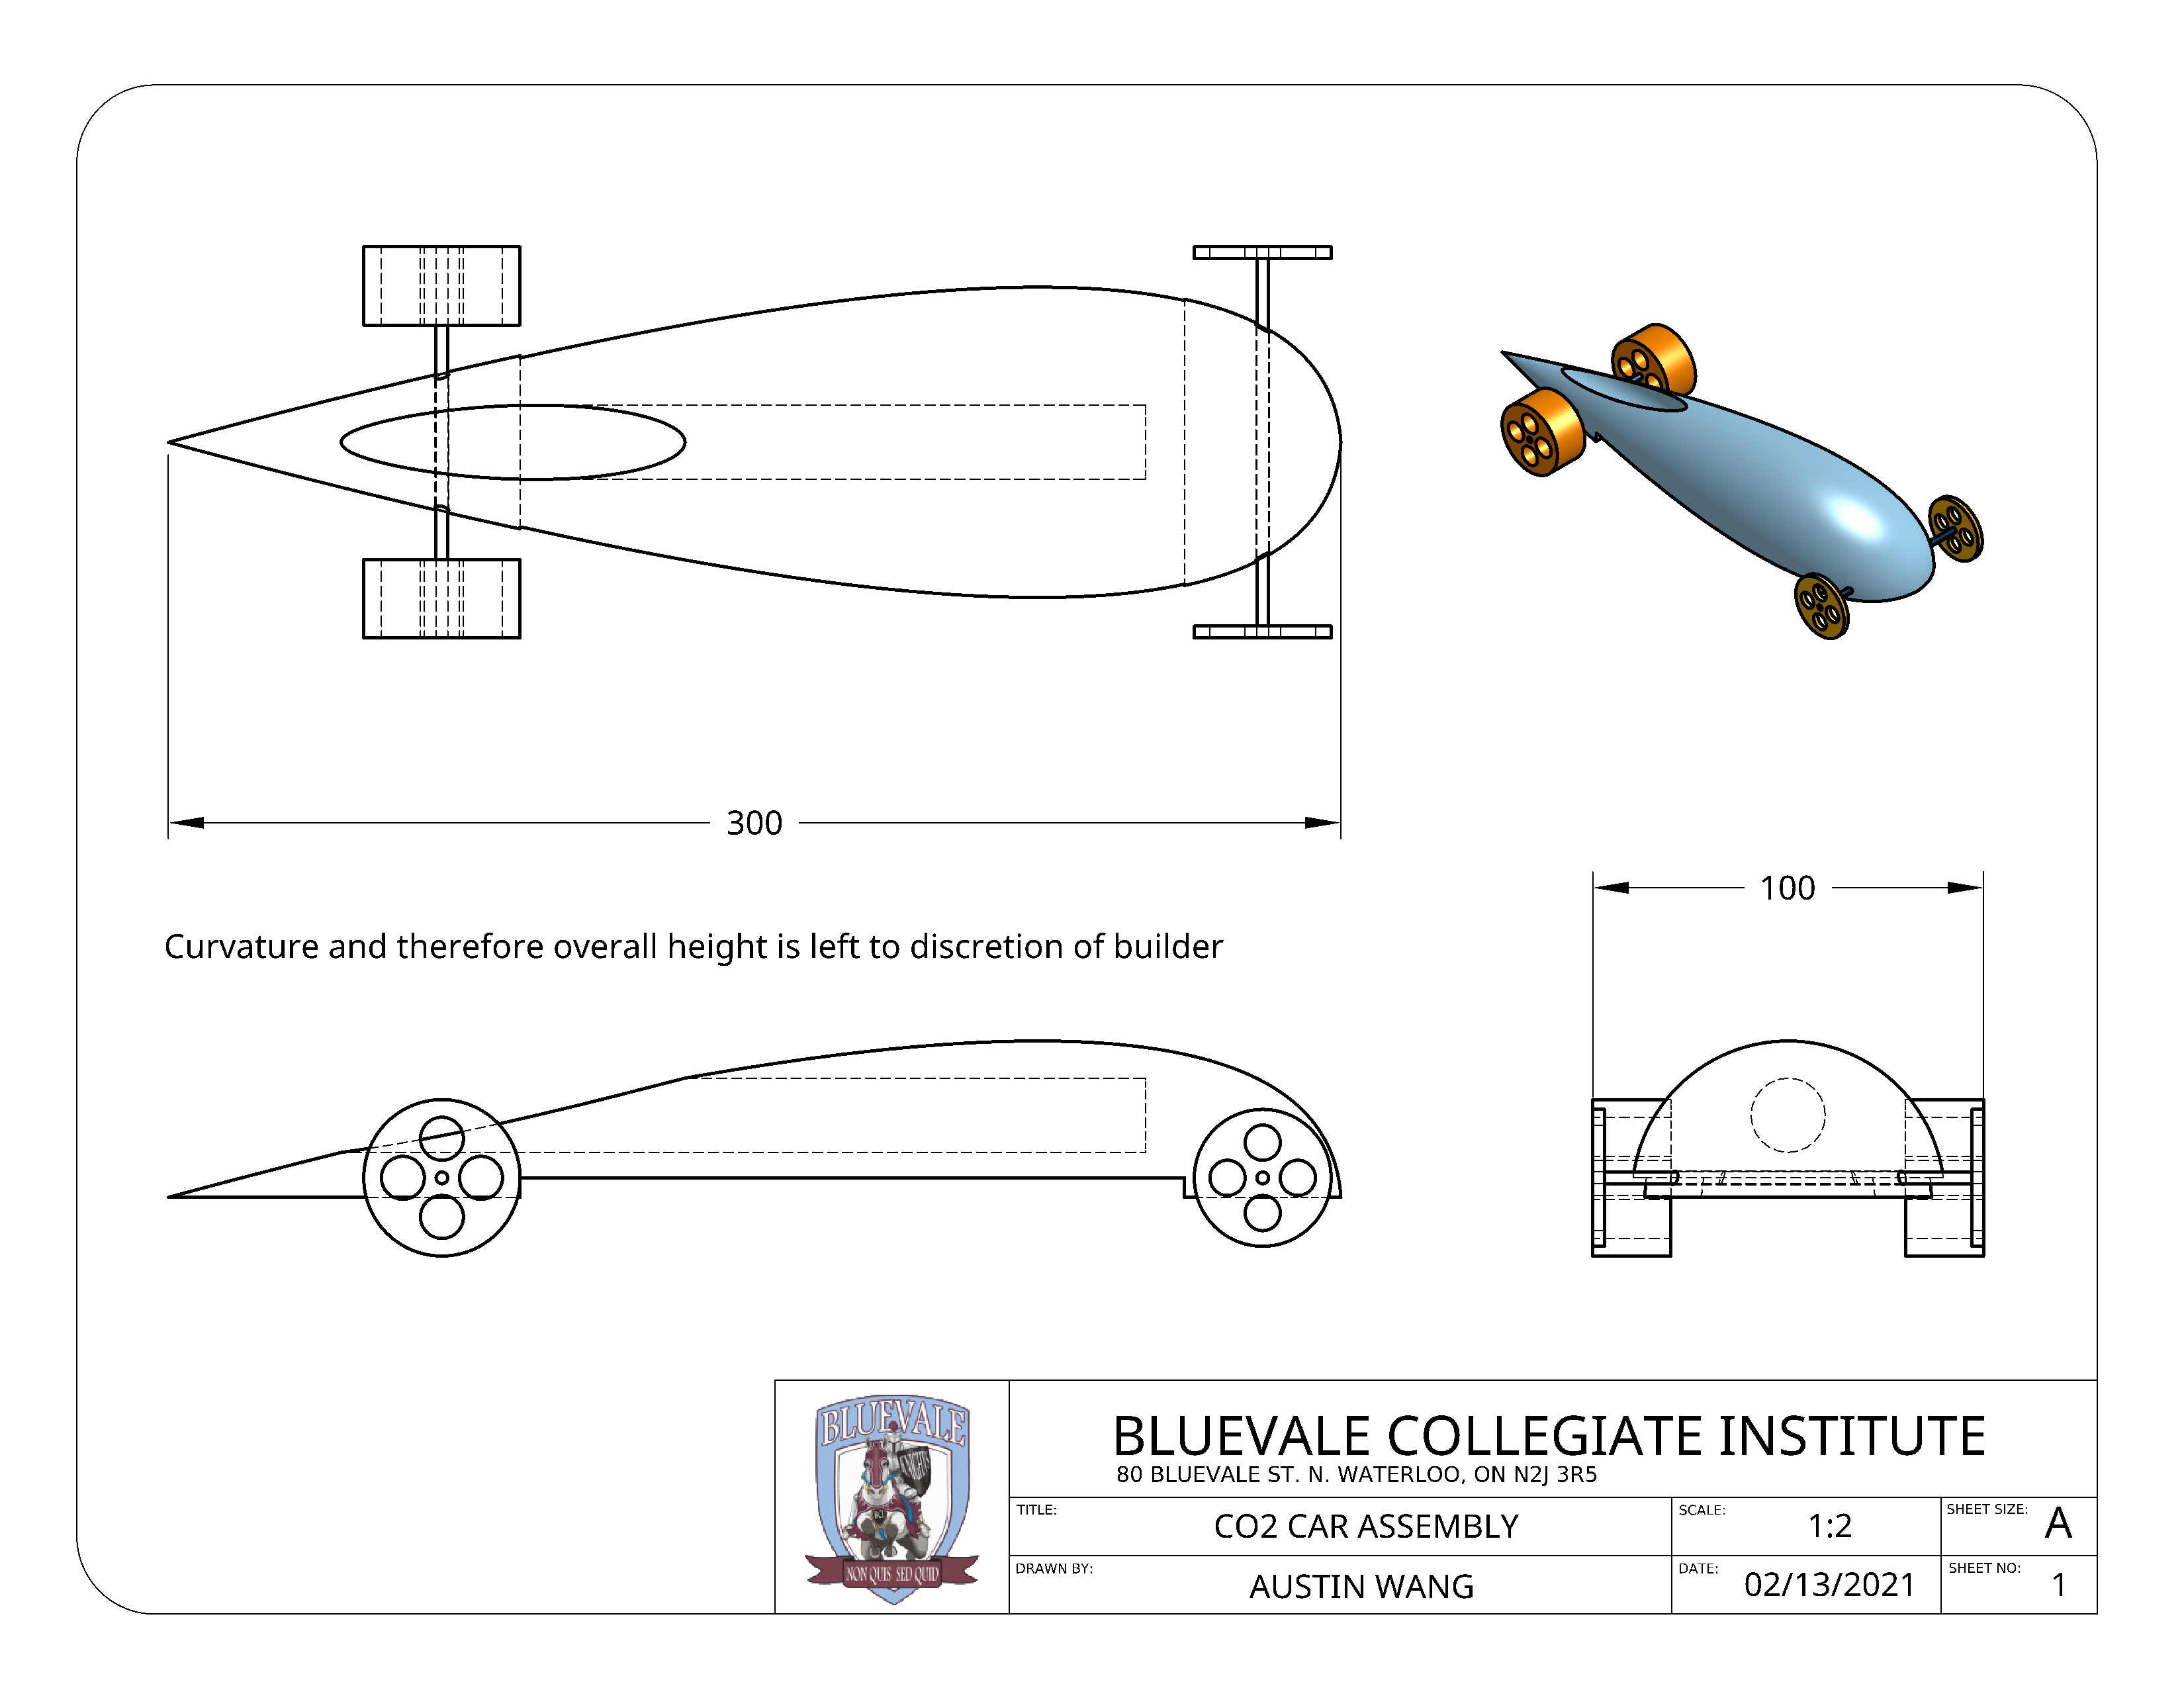 300
100
Curvature and therefore overall height is left to discretion of builder
BLUEVALE
KNIGHTS
BCI
NON QUIS SED QUID
BLUEVALE COLLEGIATE INSTITUTE
80 BLUEVALE ST. N. WATERLOO, ON N2J 3R5
TITLE: CO2 CAR ASSEMBLY
SCALE: 1:2
SHEET SIZE: A
DRAWN BY: AUSTIN WANG
DATE: 02/13/2021
SHEET NO: 1